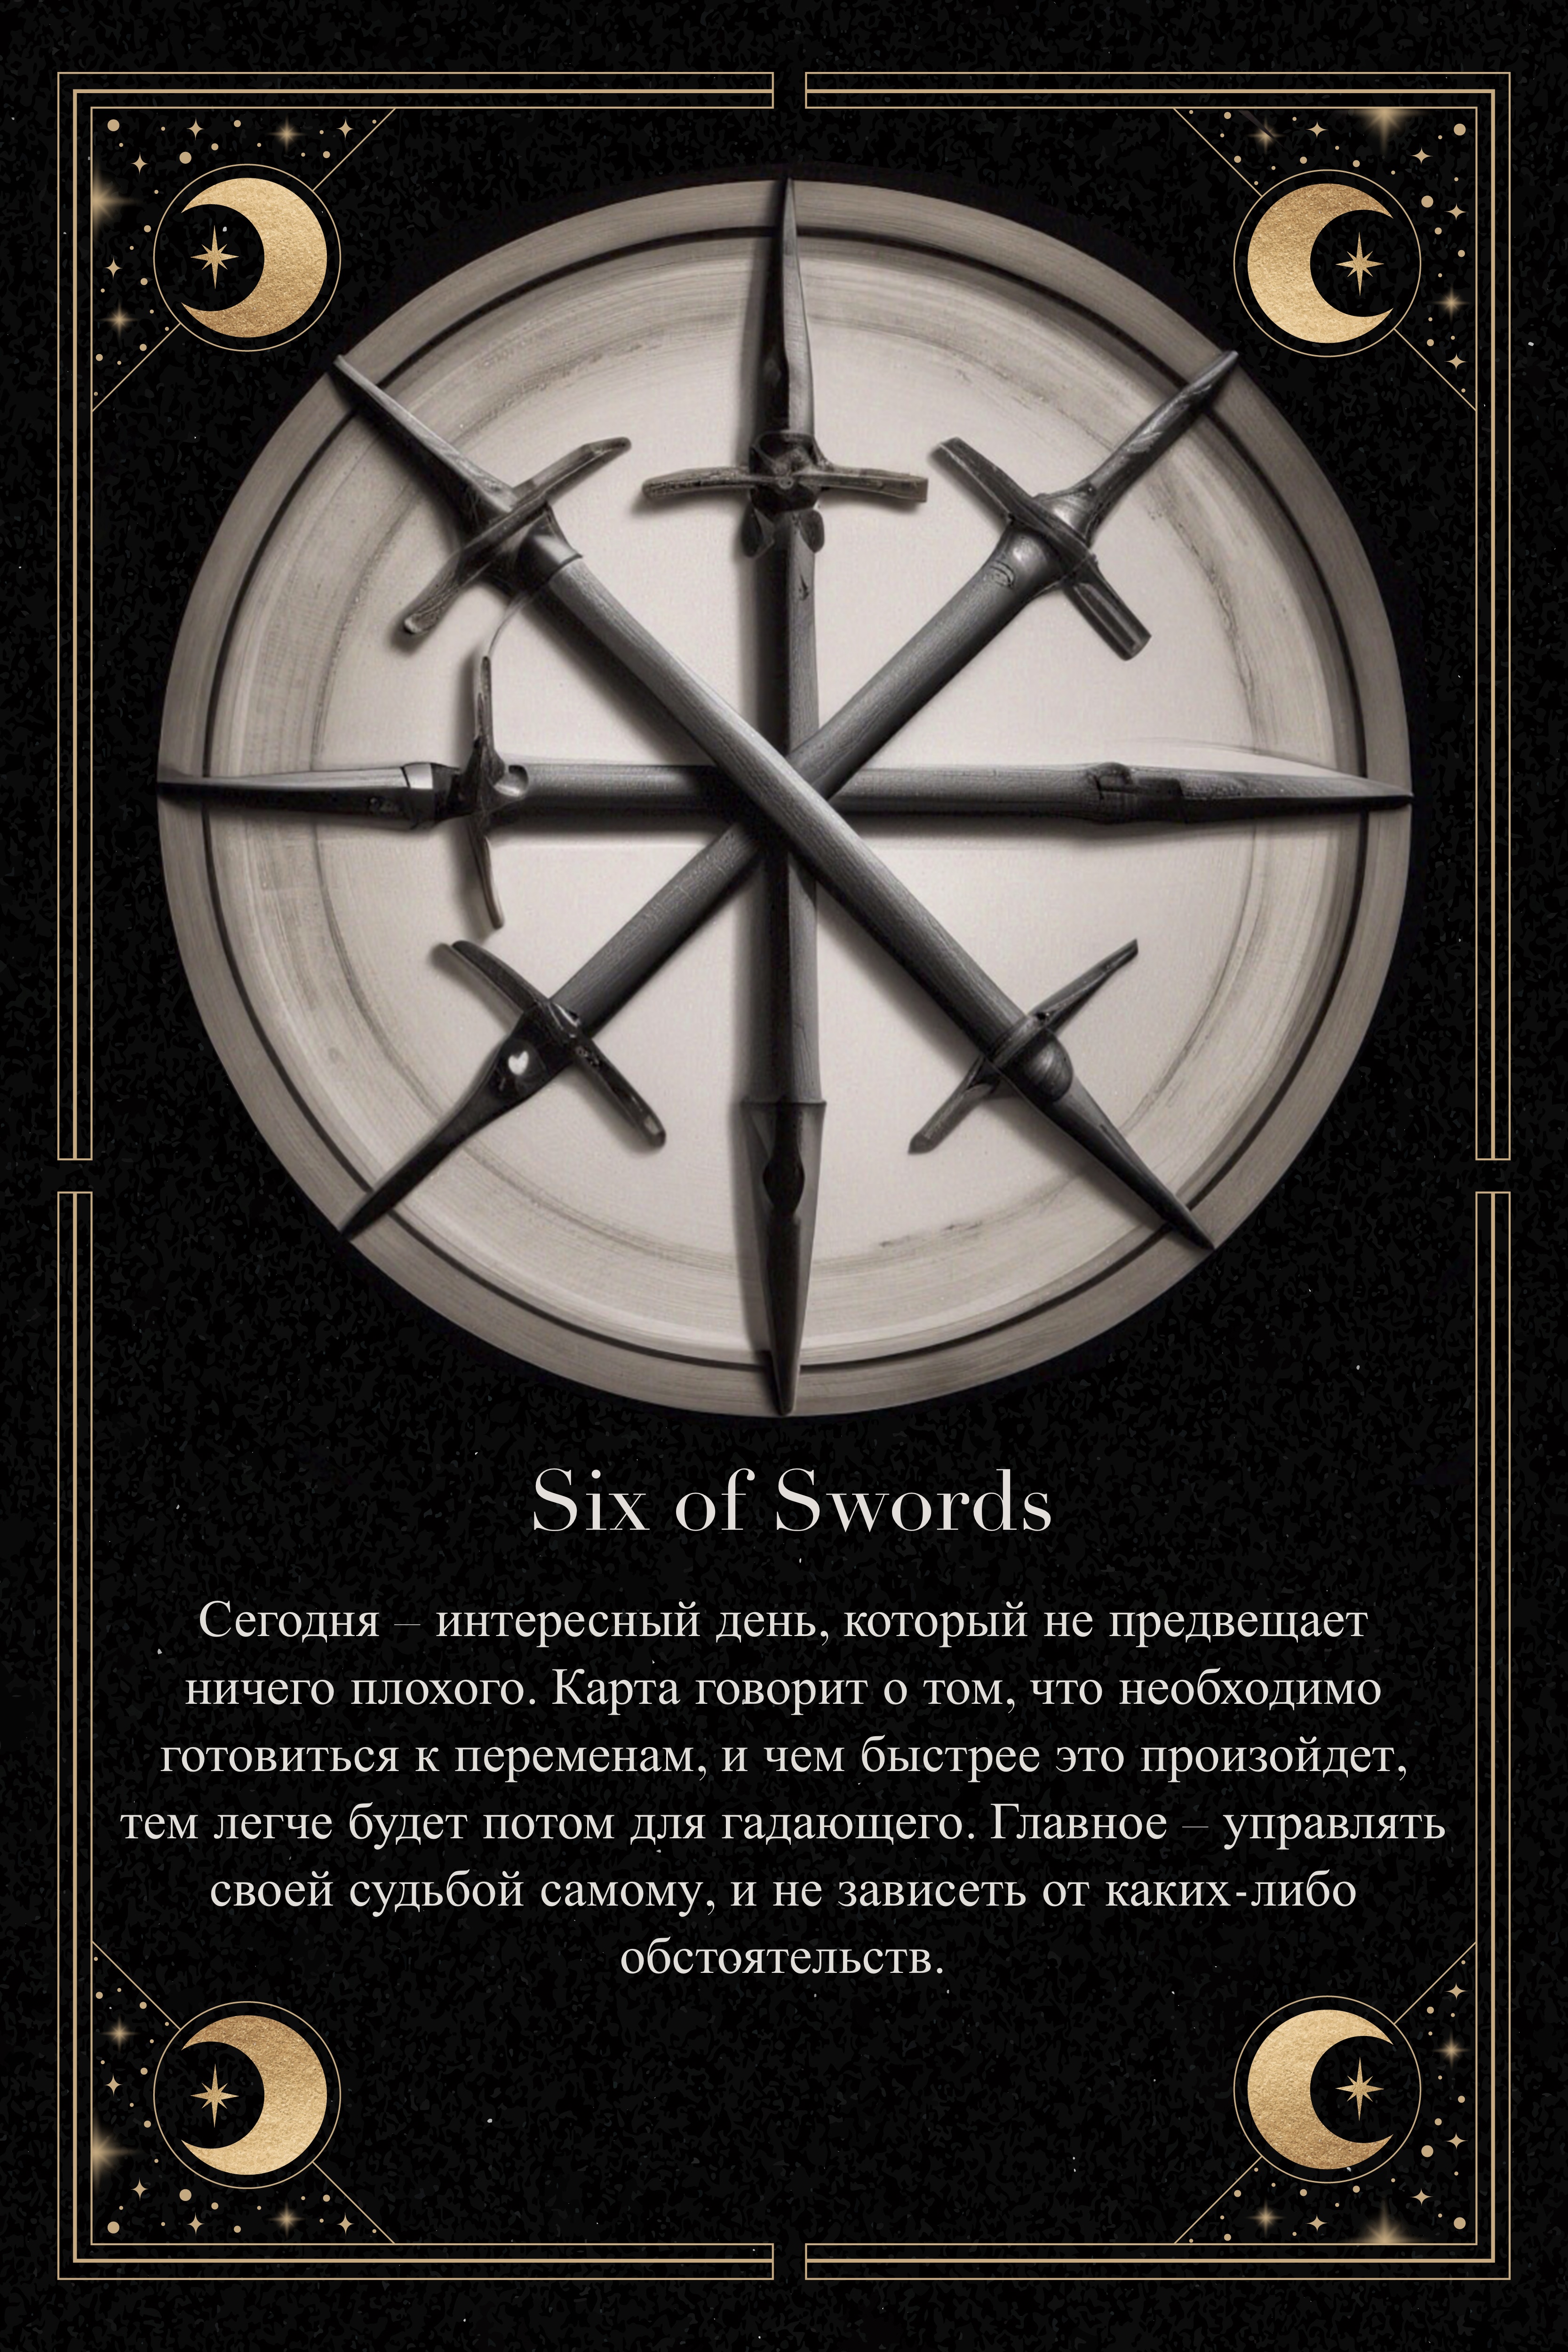 Six of Swords
Сегодня – интересный день, который не предвещает
ничего плохого. Карта говорит о том, что необходимо
готовиться к переменам, и чем быстрее это произойдет,
тем легче будет потом для гадающего. Главное – управлять
своей судьбой самому, и не зависеть от каких-либо
обстоятельств.